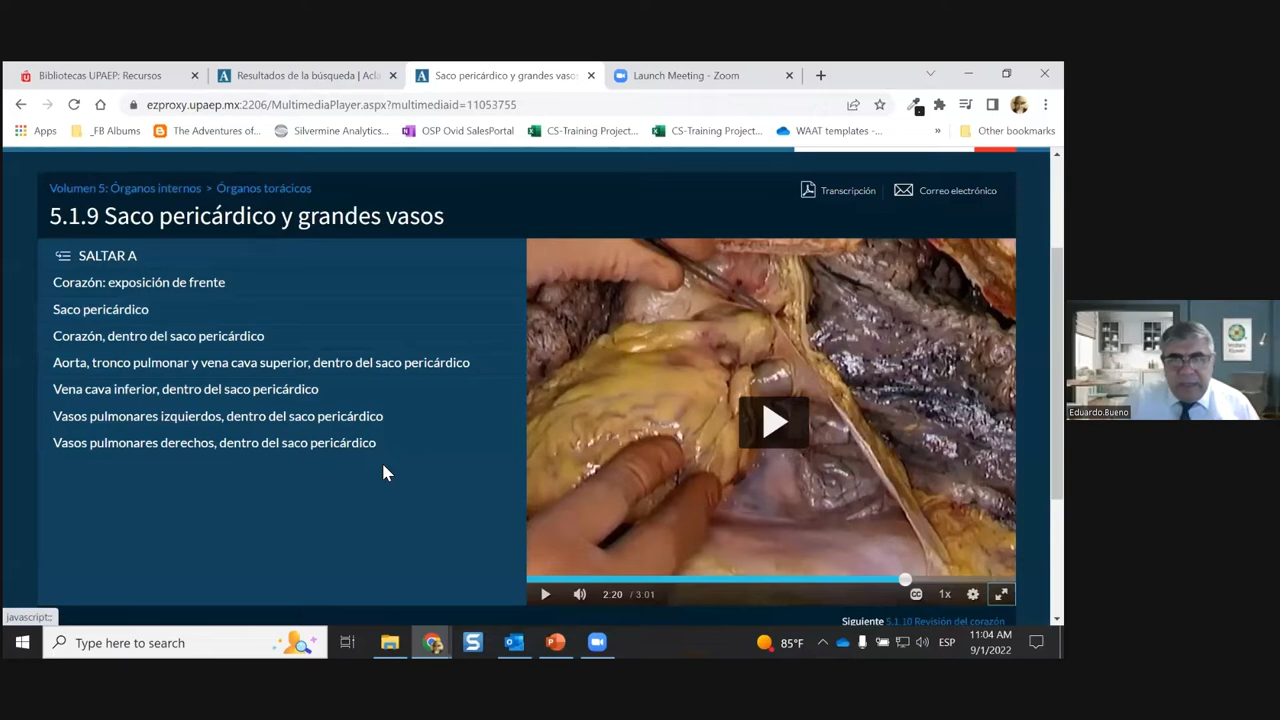 Bibliotecas UPAEP: Recursos
Resultados de la búsqueda | Acla
Saco pericárdico y grandes vasos
Launch Meeting - Zoom
ezproxy.upaep.mx:2206/MultimediaPlayer.aspx?multimediaid=11053755
Apps
_FB Albums
The Adventures of...
Silvermine Analytics...
OSP Ovid SalesPortal
CS-Training Project...
CS-Training Project...
WAAT templates -...
»
Other bookmarks
Volumen 5: Órganos internos > Órganos torácicos
Transcripción
Correo electrónico
5.1.9 Saco pericárdico y grandes vasos
SALTAR A
Corazón: exposición de frente
Saco pericárdico
Corazón, dentro del saco pericárdico
Aorta, tronco pulmonar y vena cava superior, dentro del saco pericárdico
Vena cava inferior, dentro del saco pericárdico
Vasos pulmonares izquierdos, dentro del saco pericárdico
Vasos pulmonares derechos, dentro del saco pericárdico
2:20 / 3:01
CC
1x
Siguiente 5.1.10 Revisión del corazón
javascript:;
Type here to search
85°F
ESP
11:04 AM
9/1/2022
Eduardo.Bueno